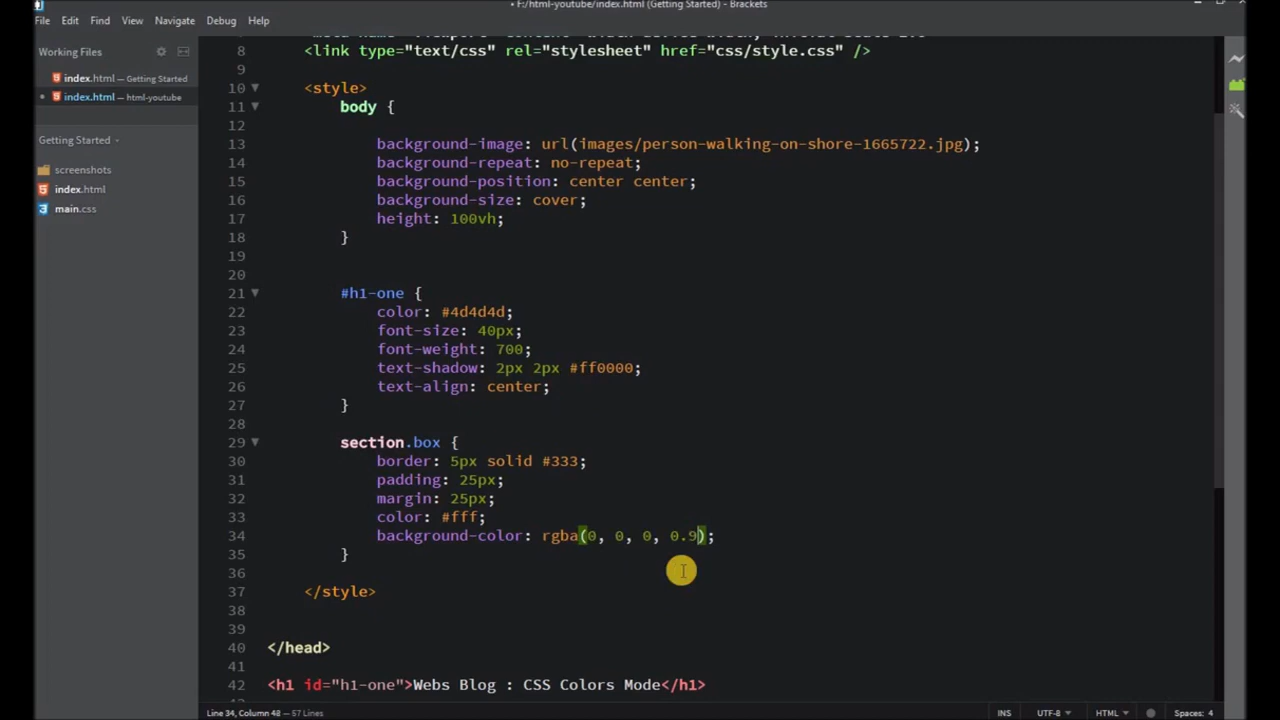 • F:/html-youtube/index.html (Getting Started) - Brackets
File Edit Find View Navigate Debug Help
Working Files
index.html — Getting Started
• index.html — html-youtube
Getting Started
screenshots
index.html
main.css
8 <link type="text/css" rel="stylesheet" href="css/style.css" />
9
10 <style>
11 body {
12
13 background-image: url(images/person-walking-on-shore-1665722.jpg);
14 background-repeat: no-repeat;
15 background-position: center center;
16 background-size: cover;
17 height: 100vh;
18 }
19
20
21 #h1-one {
22 color: #4d4d4d;
23 font-size: 40px;
24 font-weight: 700;
25 text-shadow: 2px 2px #ff0000;
26 text-align: center;
27 }
28
29 section.box {
30 border: 5px solid #333;
31 padding: 25px;
32 margin: 25px;
33 color: #fff;
34 background-color: rgba(0, 0, 0, 0.9);
35 }
36
37 </style>
38
39
40 </head>
41
42 <h1 id="h1-one">Webs Blog : CSS Colors Mode</h1>
Line 34, Column 48 — 57 Lines
INS UTF-8 HTML Spaces: 4